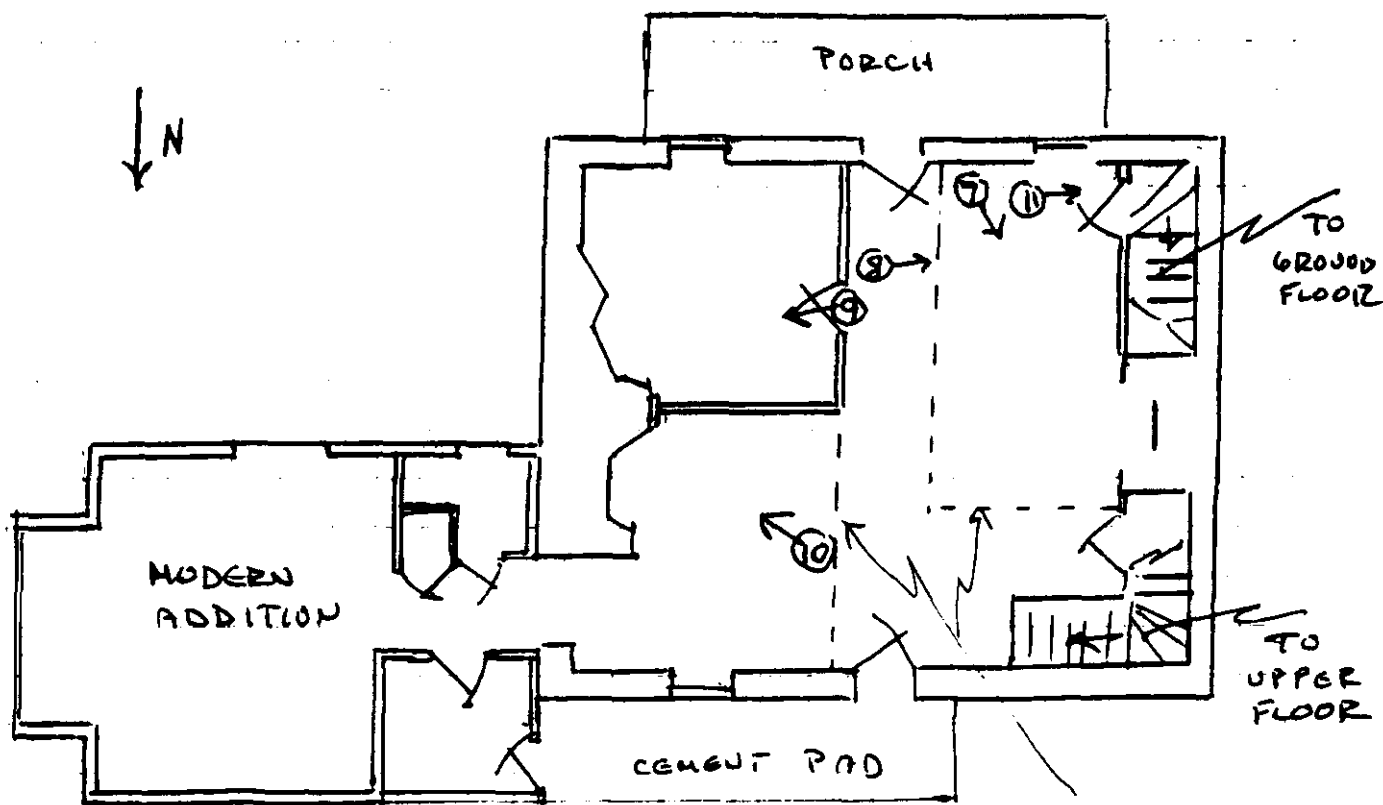 PORCH
N
7
11
TO
GROUND
FLOOR
8
9
MODERN
ADDITION
10
TO
UPPER
FLOOR
CEMENT PAD